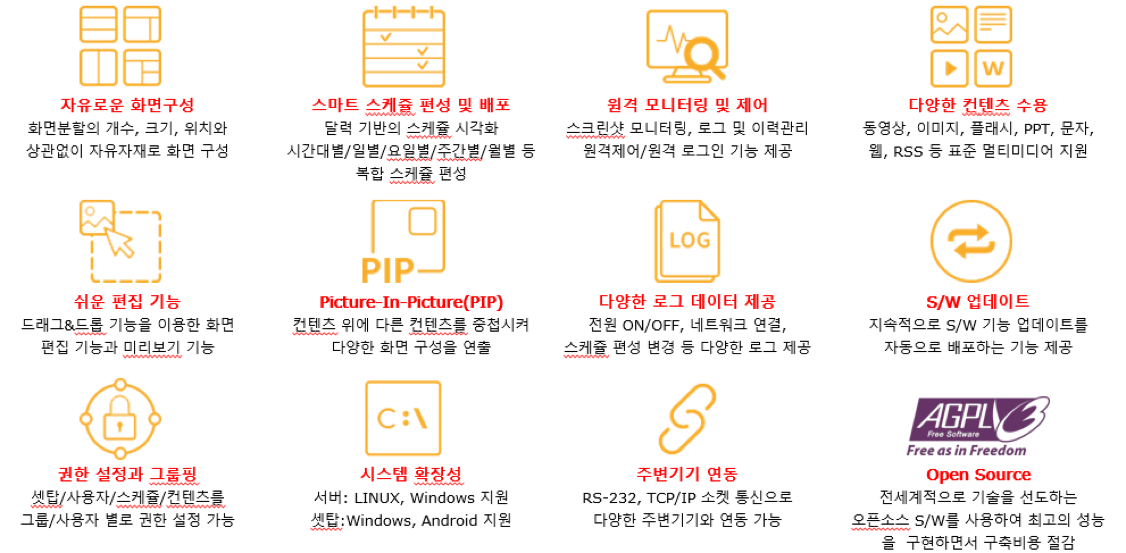 자유로운 화면구성
화면분할의 개수, 크기, 위치와
상관없이 자유자재로 화면 구성
스마트 스케쥴 편성 및 배포
달력 기반의 스케쥴 시각화
시간대별/일별/요일별/주간별/월별 등
복합 스케쥴 편성
원격 모니터링 및 제어
스크린샷 모니터링, 로그 및 이력관리
원격제어/원격 로그인 기능 제공
W
다양한 컨텐츠 수용
동영상, 이미지, 플래시, PPT, 문자,
웹, RSS 등 표준 멀티미디어 지원
쉬운 편집 기능
드래그&드롭 기능을 이용한 화면
편집 기능과 미리보기 기능
PIP
Picture-In-Picture(PIP)
컨텐츠 위에 다른 컨텐츠를 중첩시켜
다양한 화면 구성을 연출
LOG
다양한 로그 데이터 제공
전원 ON/OFF, 네트워크 연결,
스케쥴 편성 변경 등 다양한 로그 제공
S/W 업데이트
지속적으로 S/W 기능 업데이트를
자동으로 배포하는 기능 제공
권한 설정과 그룹핑
셋탑/사용자/스케쥴/컨텐츠를
그룹/사용자 별로 권한 설정 가능
C:\
시스템 확장성
서버: LINUX, Windows 지원
셋탑:Windows, Android 지원
주변기기 연동
RS-232, TCP/IP 소켓 통신으로
다양한 주변기기와 연동 가능
AGPLv3
Free Software
Free as in Freedom
Open Source
전세계적으로 기술을 선도하는
오픈소스 S/W를 사용하여 최고의 성능
을 구현하면서 구축비용 절감